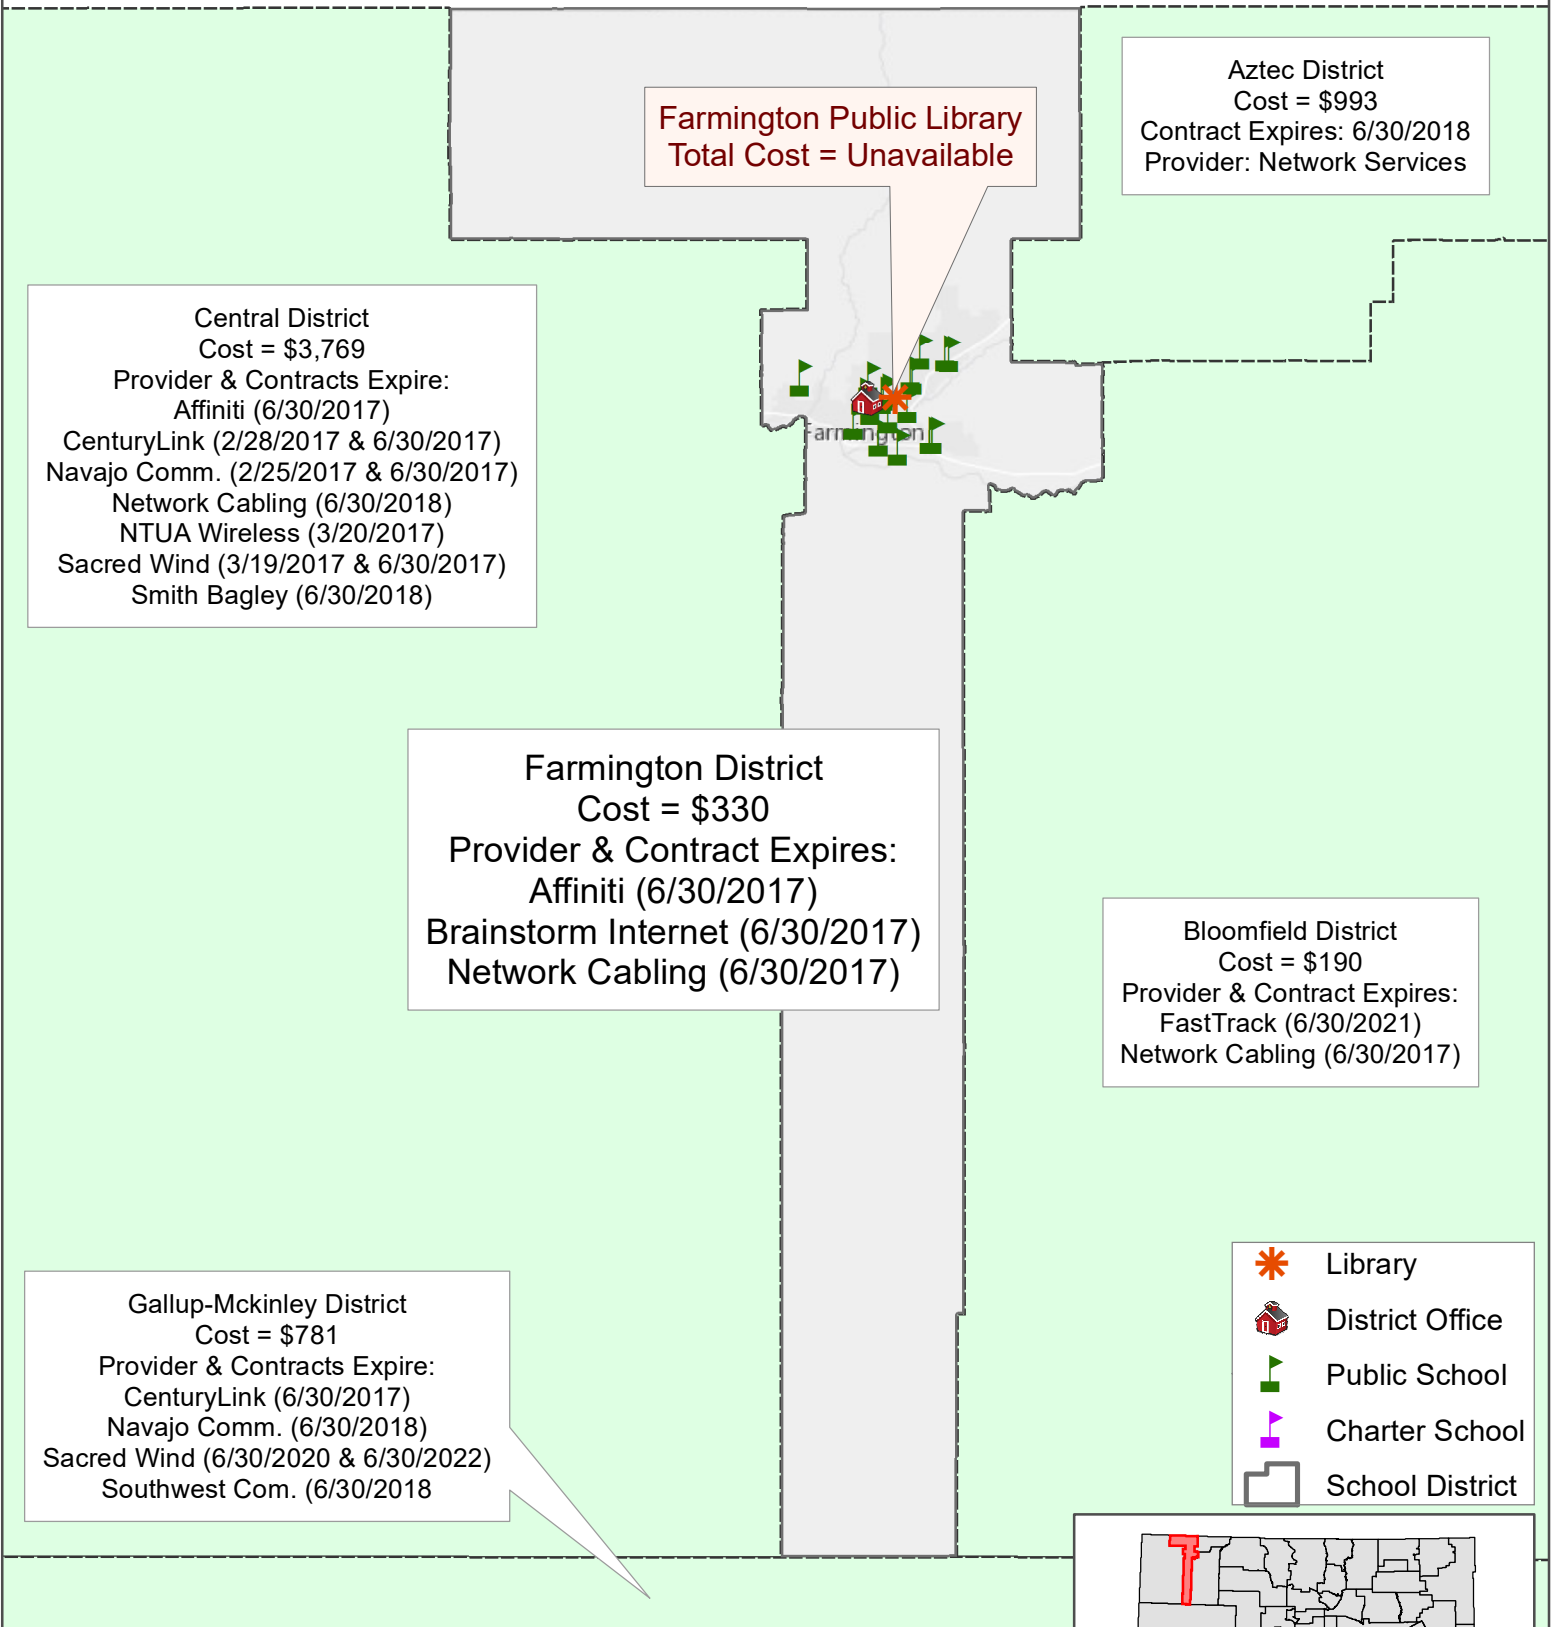 Farmington Public Library
Total Cost = Unavailable
Aztec District
Cost = $993
Contract Expires: 6/30/2018
Provider: Network Services
Central District
Cost = $3,769
Provider & Contracts Expire:
Affiniti (6/30/2017)
CenturyLink (2/28/2017 & 6/30/2017)
Navajo Comm. (2/25/2017 & 6/30/2017)
Network Cabling (6/30/2018)
NTUA Wireless (3/20/2017)
Sacred Wind (3/19/2017 & 6/30/2017)
Smith Bagley (6/30/2018)
Farmington
Farmington District
Cost = $330
Provider & Contract Expires:
Affiniti (6/30/2017)
Brainstorm Internet (6/30/2017)
Network Cabling (6/30/2017)
Bloomfield District
Cost = $190
Provider & Contract Expires:
FastTrack (6/30/2021)
Network Cabling (6/30/2017)
Gallup-Mckinley District
Cost = $781
Provider & Contracts Expire:
CenturyLink (6/30/2017)
Navajo Comm. (6/30/2018)
Sacred Wind (6/30/2020 & 6/30/2022)
Southwest Com. (6/30/2018
Library
District Office
Public School
Charter School
School District